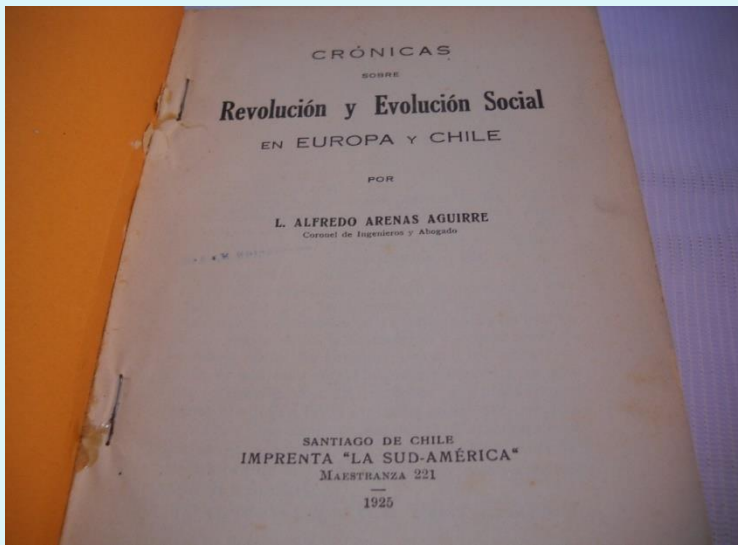 CRÓNICAS
SOBRE
Revolución y Evolución Social
EN EUROPA Y CHILE
POR
L. ALFREDO ARENAS AGUIRRE
Coronel de Ingenieros y Abogado
SANTIAGO DE CHILE
IMPRENTA "LA SUD-AMÉRICA"
MAESTRANZA 221
1925